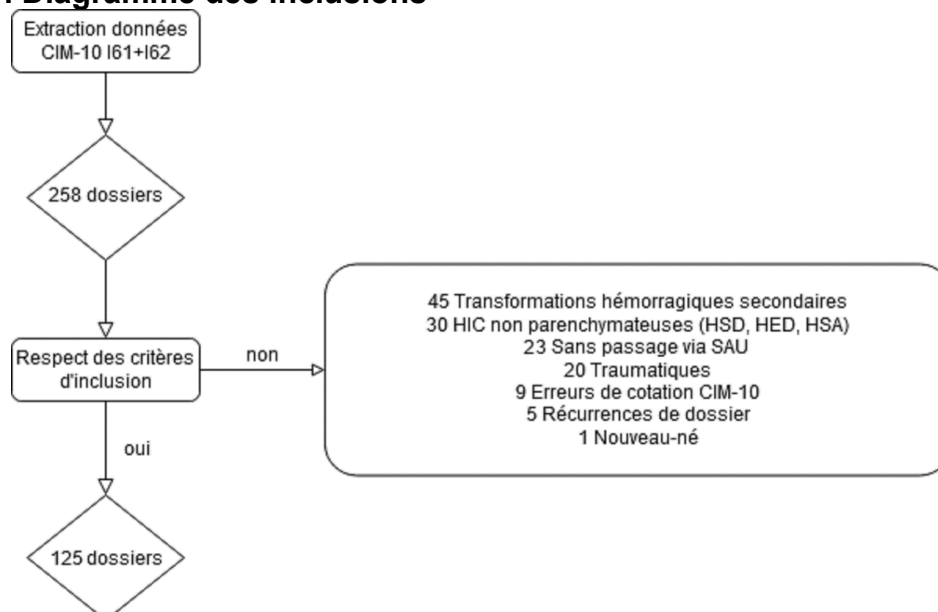 Diagramme des inclusions
Extraction données
CIM-10 I61+I62
258 dossiers
Respect des critères
d'inclusion
non
45 Transformations hémorragiques secondaires
30 HIC non parenchymateuses (HSD, HED, HSA)
23 Sans passage via SAU
20 Traumatiques
9 Erreurs de cotation CIM-10
5 Récurrences de dossier
1 Nouveau-né
oui
125 dossiers